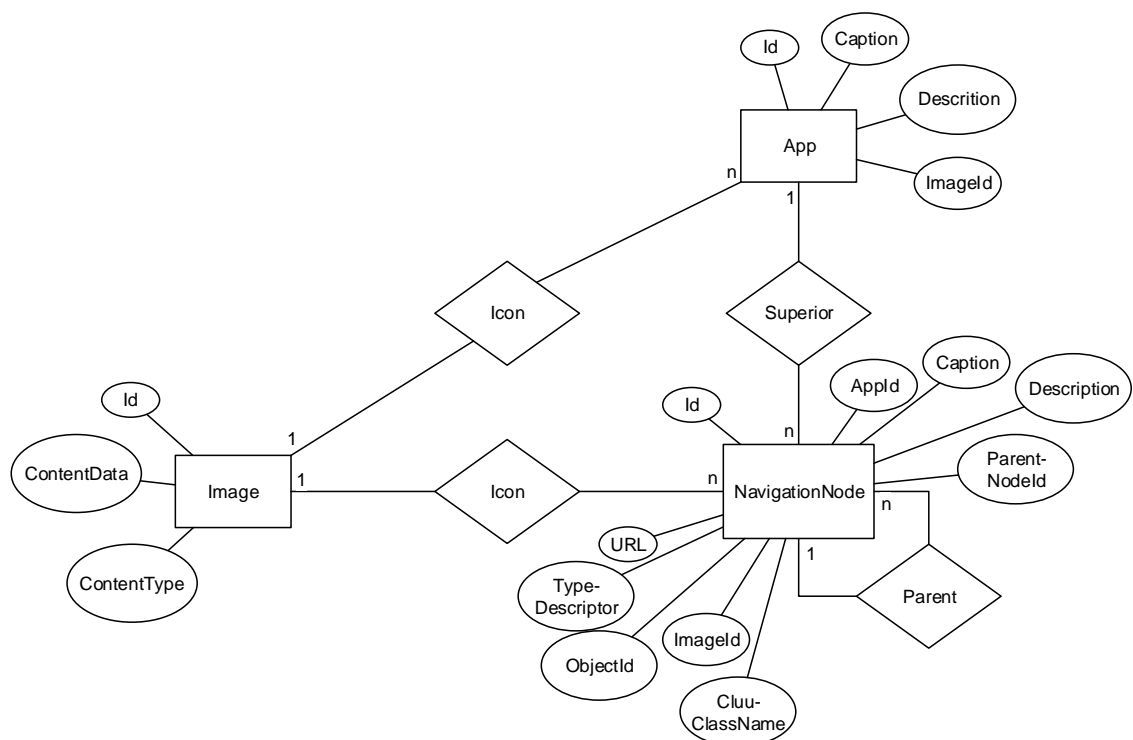 Id
Caption
Descrition
App
ImageId
n
1
Icon
Superior
Id
Caption
AppId
Description
Id
1
n
ContentData
Image
1
Icon
n
NavigationNode
Parent-
NodeId
n
URL
1
ContentType
Type-
Descriptor
Parent
ImageId
ObjectId
Cluu-
ClassName